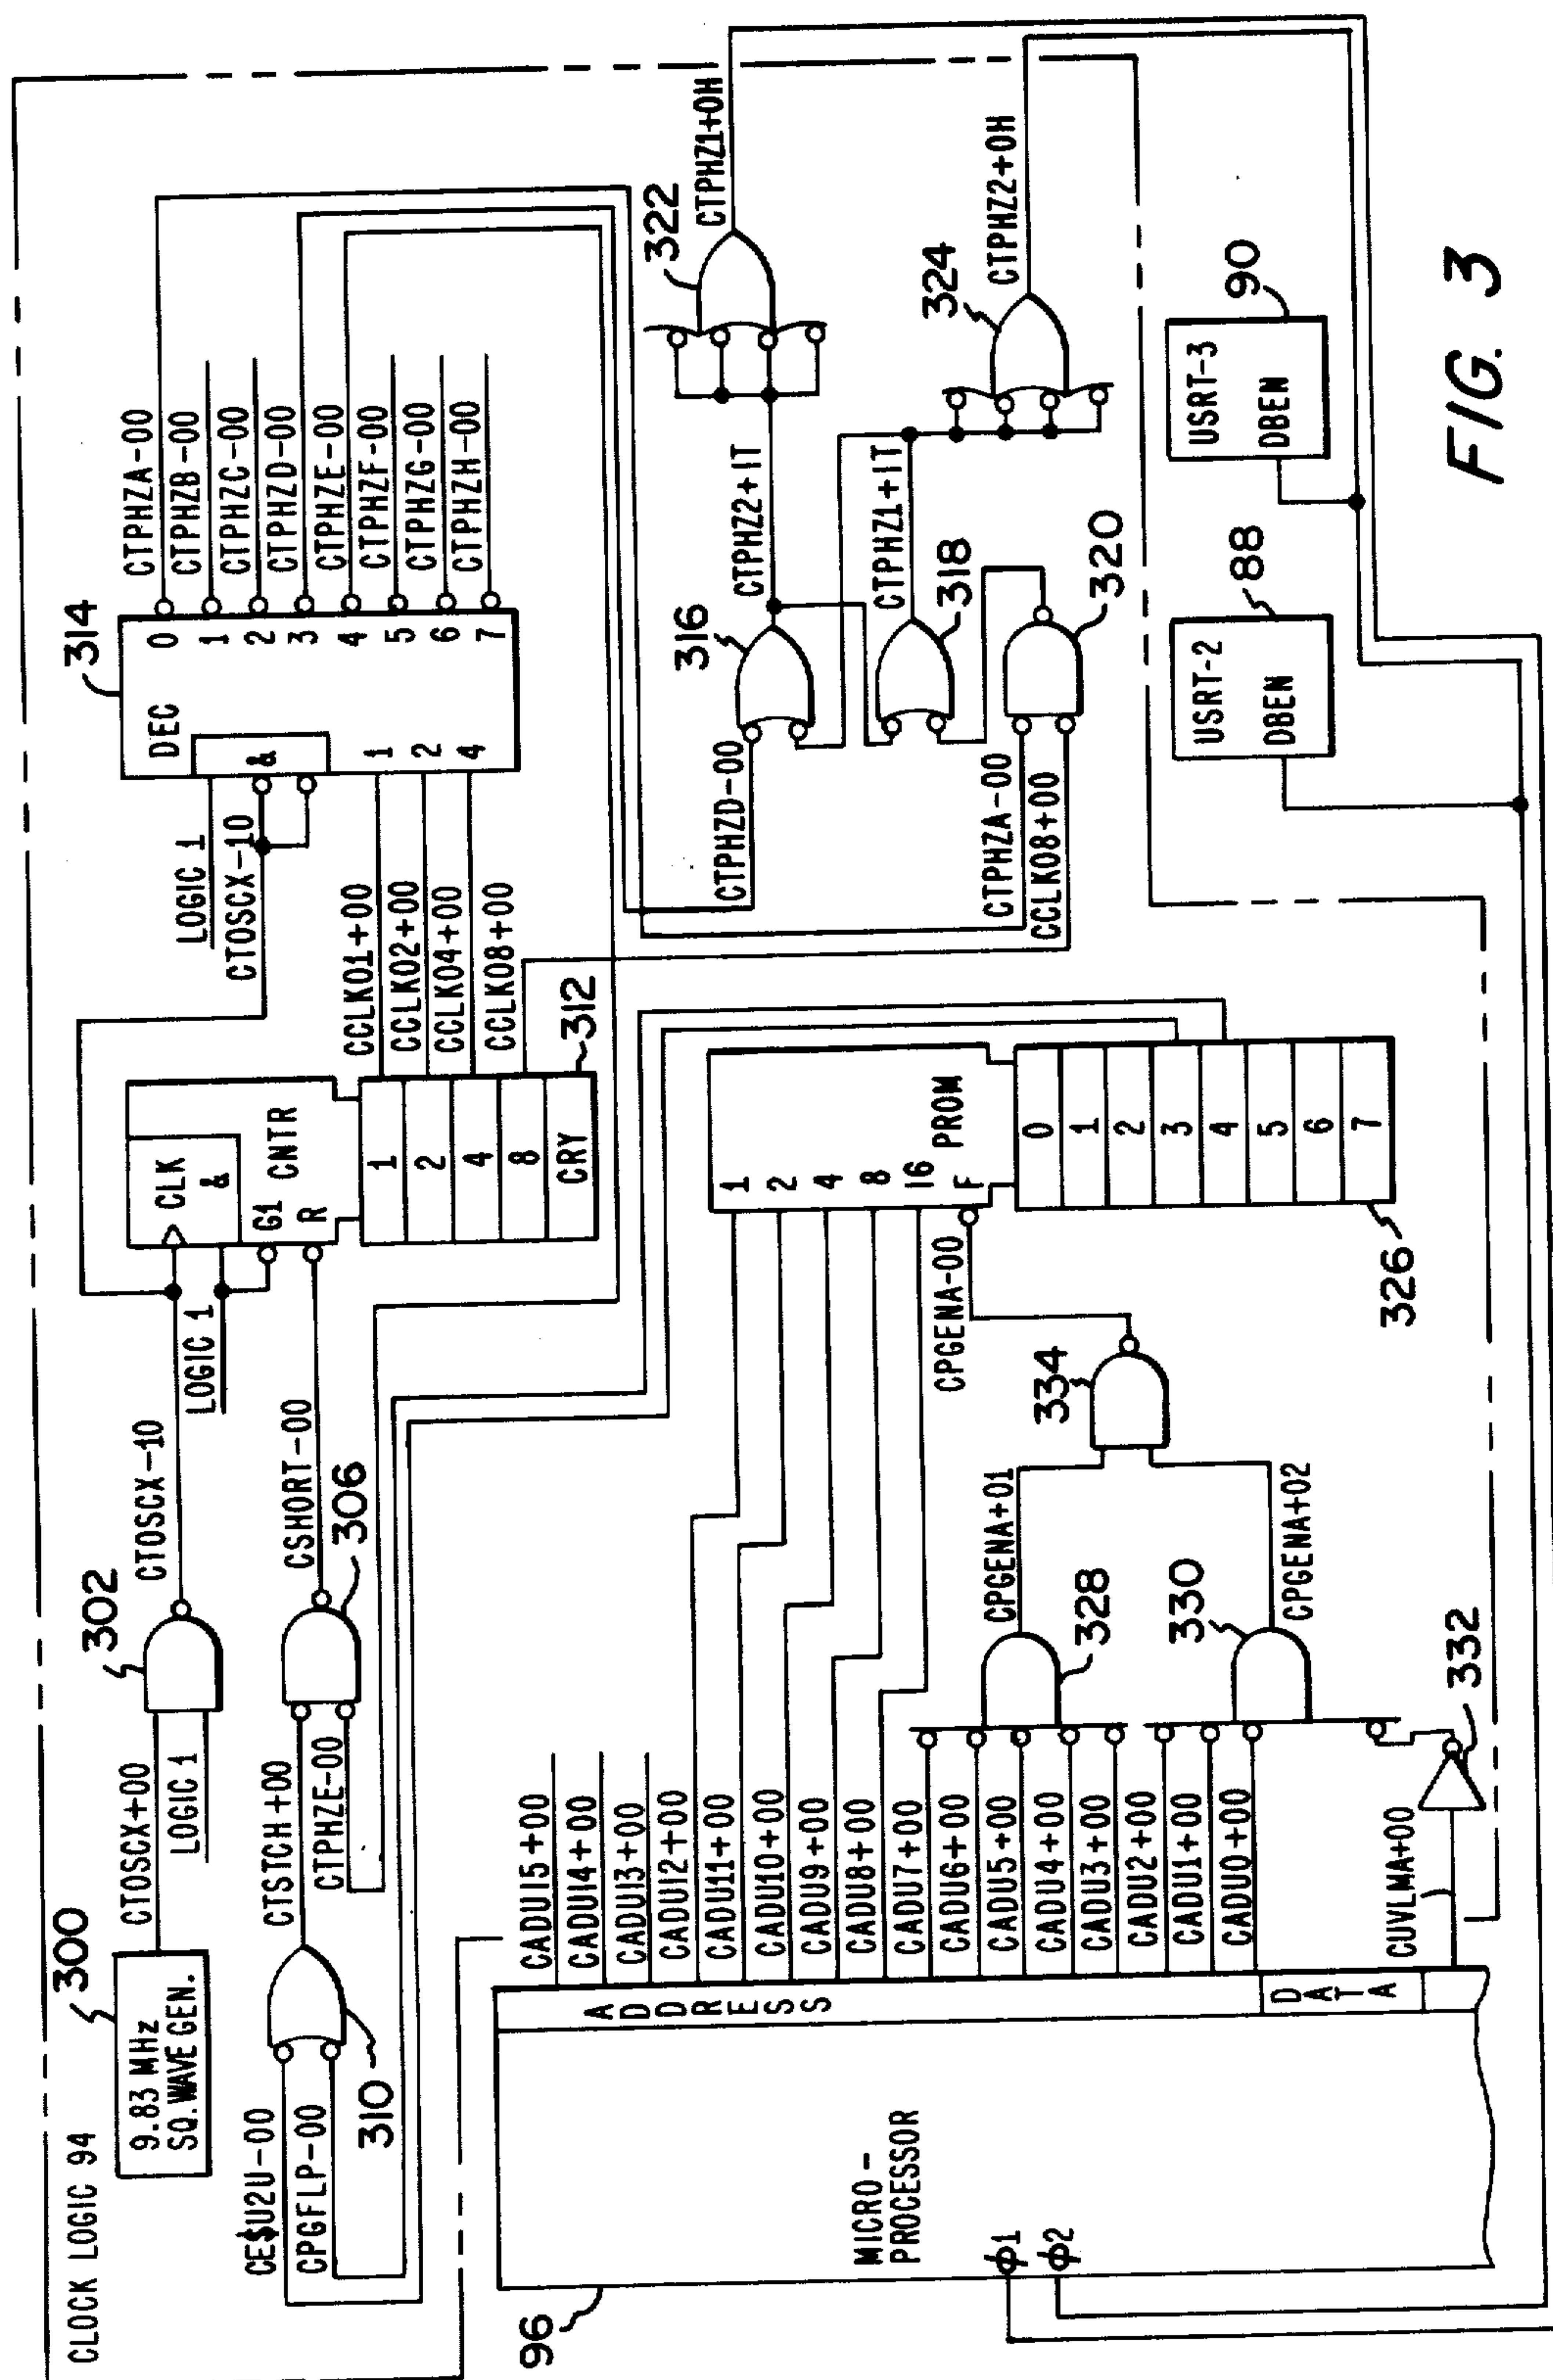 CLOCK LOGIC 94
300
9.83 MHz
SQ. WAVE GEN.
CTOSCX+00
LOGIC 1
302
CTOSCX-10
LOGIC 1
CLK
&
G1
R
CNTR
1
2
4
8
CRY
312
CE$U2U-00
CPGFLP-00
310
CTSTCH+00
CTPHZE-00
306
CSHORT-00
LOGIC 1
CTOSCX-10
CCLK01+00
CCLK02+00
CCLK04+00
CCLK08+00
314
DEC
&
1
2
4
0
1
2
3
4
5
6
7
CTPHZA-00
CTPHZB-00
CTPHZC-00
CTPHZD-00
CTPHZE-00
CTPHZF-00
CTPHZG-00
CTPHZH-00
CTPHZD-00
316
CTPHZ2+IT
322
CTPHZ1+OH
318
CTPHZ1+IT
324
CTPHZ2+OH
CTPHZA-00
CCLK08+00
320
96
MICRO-
PROCESSOR
ϕ1
ϕ2
ADDRESS
DATA
CADU15+00
CADU14+00
CADU13+00
CADU12+00
CADU11+00
CADU10+00
CADU9+00
CADU8+00
CADU7+00
CADU6+00
CADU5+00
CADU4+00
CADU3+00
CADU2+00
CADU1+00
CADU0+00
CUVLMA+00
332
328
330
CPGENA+01
CPGENA+02
334
CPGENA-00
1
2
4
8
16
F
PROM
0
1
2
3
4
5
6
7
326
USRT-2
DBEN
88
USRT-3
DBEN
90
FIG. 3